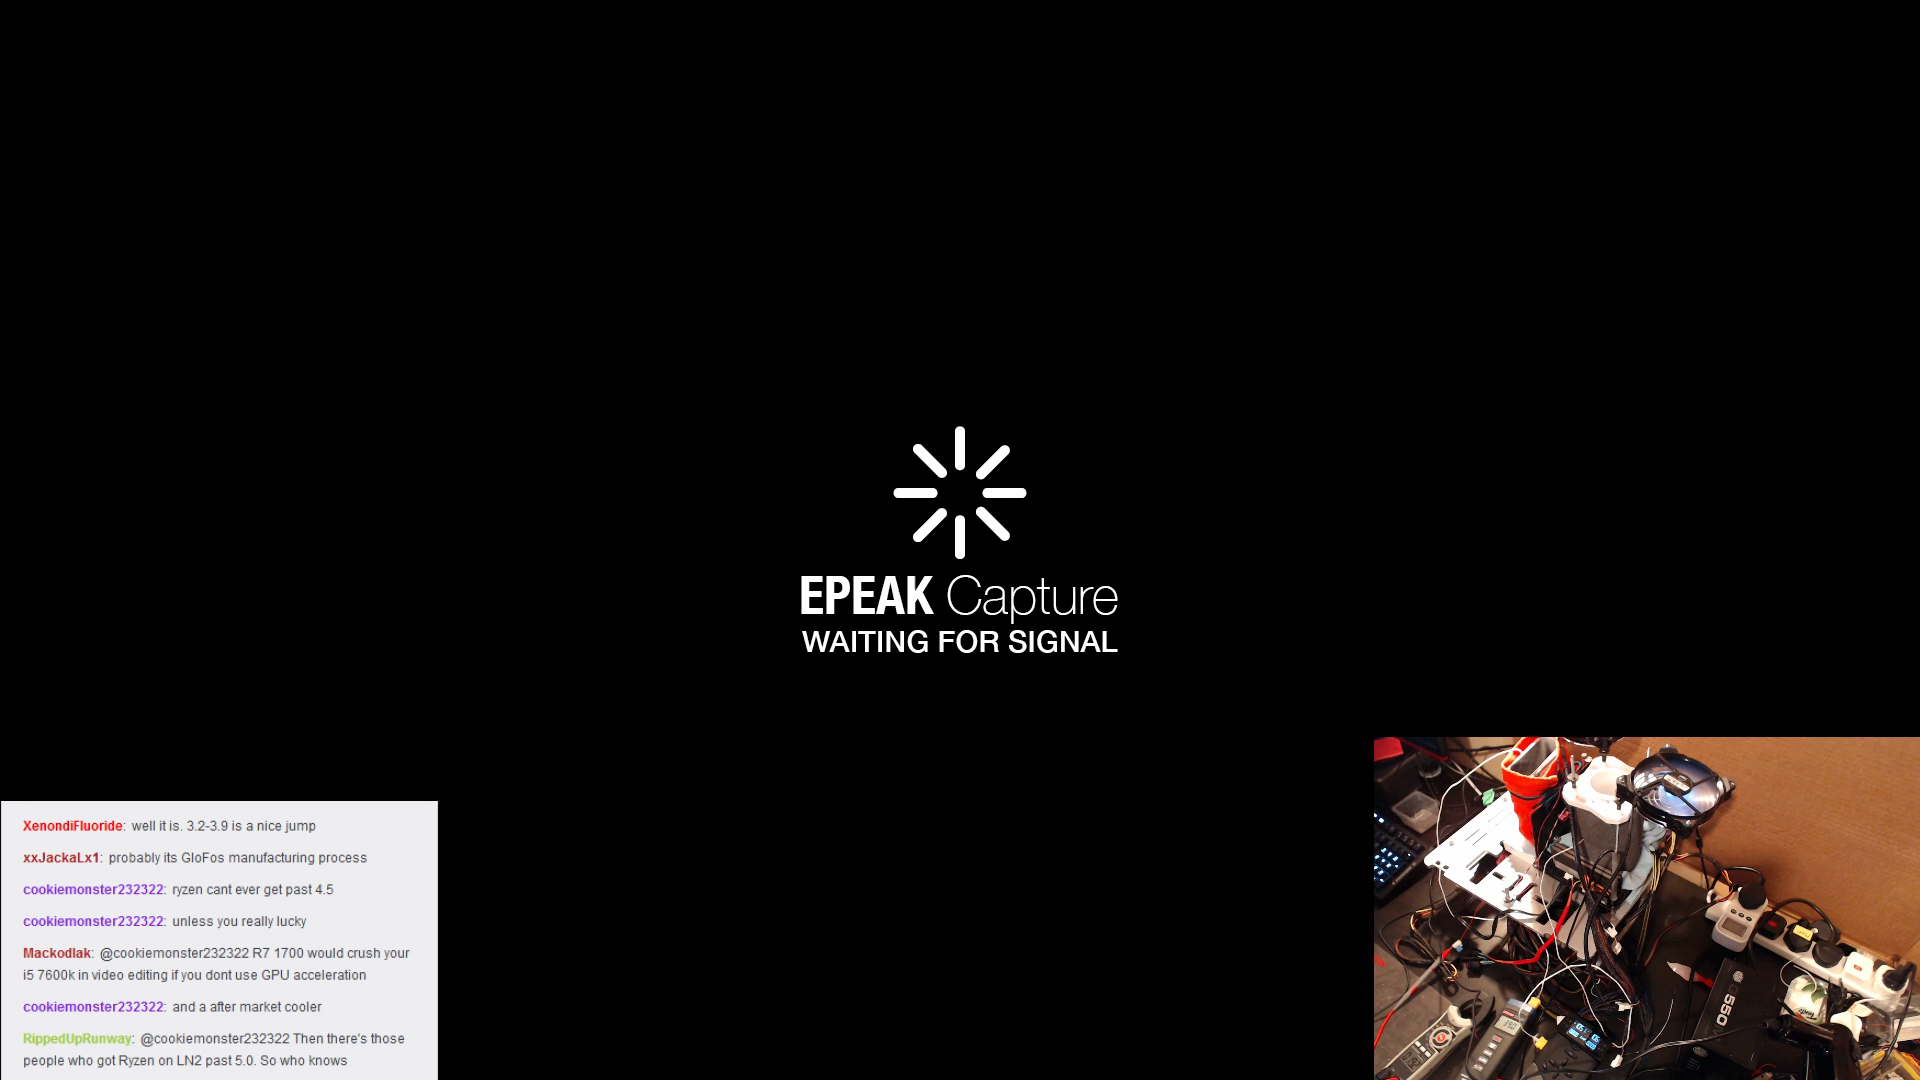 EPEAK Capture
WAITING FOR SIGNAL
XenondiFluoride: well it is. 3.2-3.9 is a nice jump
xxJackaLx1: probably its GloFos manufacturing process
cookiemonster232322: ryzen cant ever get past 4.5
cookiemonster232322: unless you really lucky
Mackodlak: @cookiemonster232322 R7 1700 would crush your
i5 7600k in video editing if you dont use GPU acceleration
cookiemonster232322: and a after market cooler
RippedUpRunway: @cookiemonster232322 Then there's those
people who got Ryzen on LN2 past 5.0. So who knows
G550